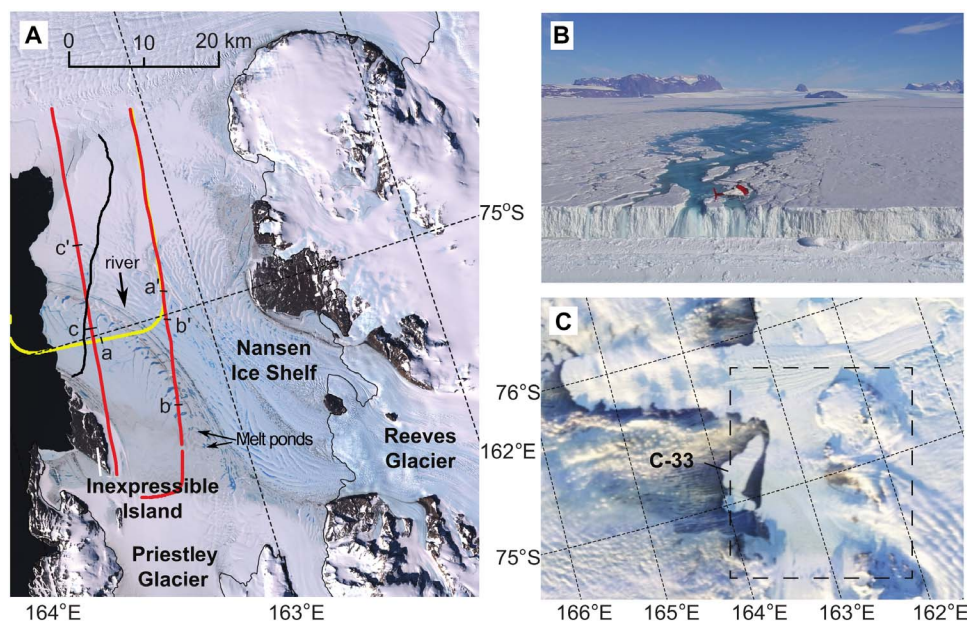 A
0 10 20 km
c'
river
a'
c
a
b'
b
Melt ponds
Nansen
Ice Shelf
Reeves
Glacier
Inexpressible
Island
Priestley
Glacier
75°S
162°E
164°E
163°E
B
C
C-33
76°S
75°S
166°E
165°E
164°E
163°E
162°E